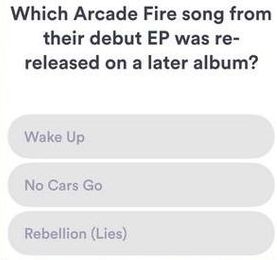 Which Arcade Fire song from
their debut EP was re-
released on a later album?
Wake Up
No Cars Go
Rebellion (Lies)